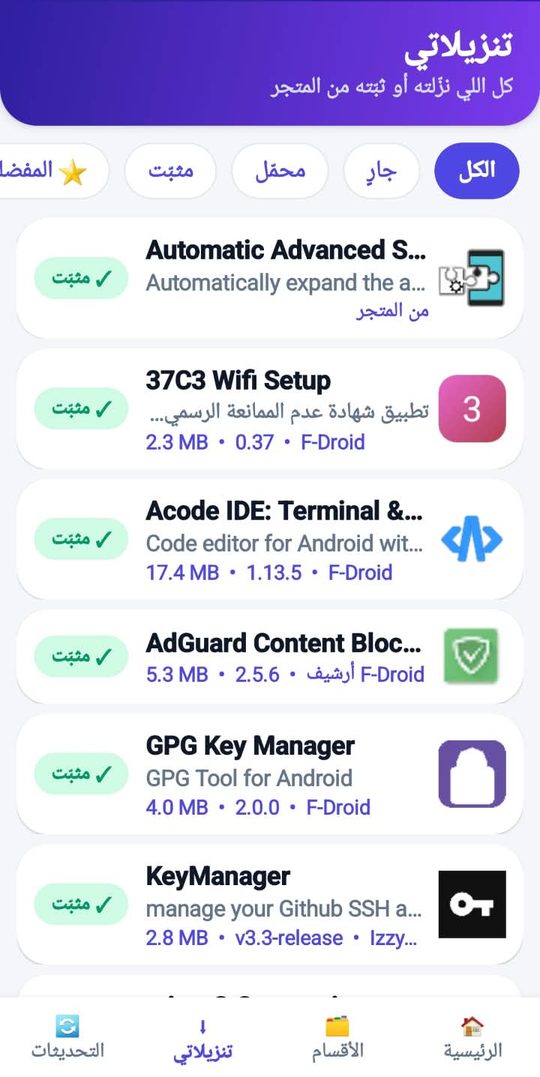 تنزيلاتي
كل اللي نزّلته أو ثبّته من المتجر
الكل
جارٍ
محمّل
مثبّت
⭐ المفضلا
Automatic Advanced S...
Automatically expand the a...
من المتجر
✓ مثبّت
37C3 Wifi Setup
تطبيق شهادة عدم الممانعة الرسمي...
2.3 MB • 0.37 • F-Droid
3
✓ مثبّت
Acode IDE: Terminal &...
Code editor for Android wit...
17.4 MB • 1.13.5 • F-Droid
✓ مثبّت
AdGuard Content Bloc...
5.3 MB • 2.5.6 • F-Droid أرشيف
✓ مثبّت
GPG Key Manager
GPG Tool for Android
4.0 MB • 2.0.0 • F-Droid
✓ مثبّت
KeyManager
manage your Github SSH a...
2.8 MB • v3.3-release • Izzy...
✓ مثبّت
الرئيسية
الأقسام
تنزيلاتي
التحديثات